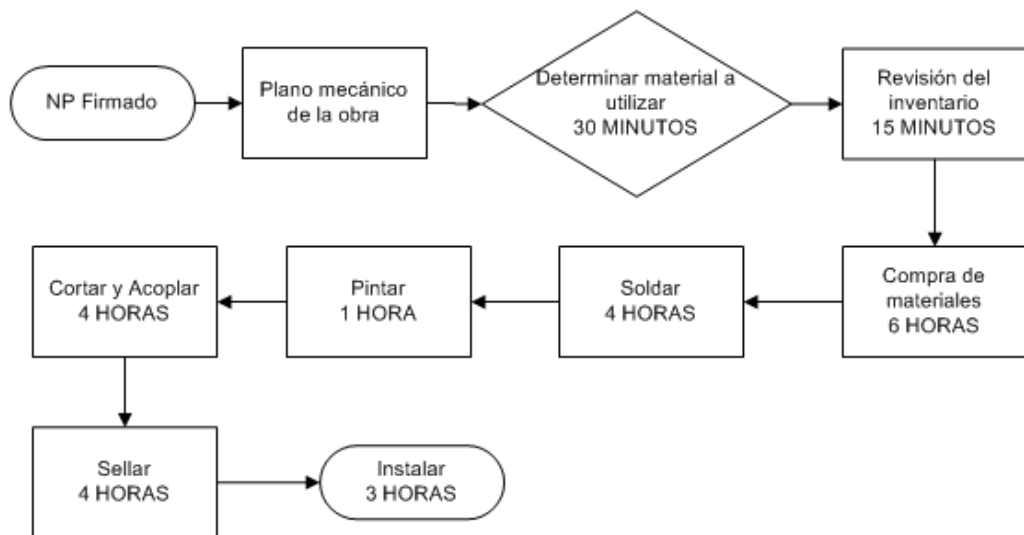 NP Firmado
Plano mecánico
de la obra
Determinar material a
utilizar
30 MINUTOS
Revisión del
inventario
15 MINUTOS
Compra de
materiales
6 HORAS
Soldar
4 HORAS
Pintar
1 HORA
Cortar y Acoplar
4 HORAS
Sellar
4 HORAS
Instalar
3 HORAS